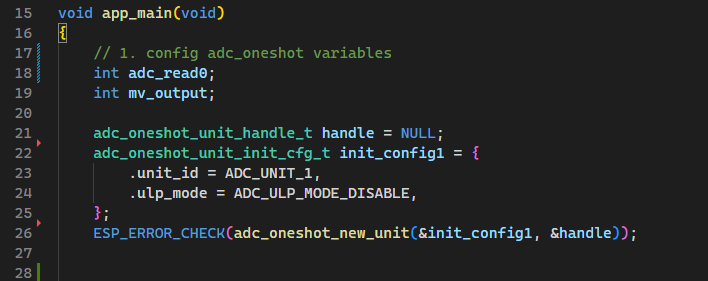 15 void app_main(void)
16 {
17 // 1. config adc_oneshot variables
18 int adc_read0;
19 int mv_output;
20
21 adc_oneshot_unit_handle_t handle = NULL;
22 adc_oneshot_unit_init_cfg_t init_config1 = {
23 .unit_id = ADC_UNIT_1,
24 .ulp_mode = ADC_ULP_MODE_DISABLE,
25 };
26 ESP_ERROR_CHECK(adc_oneshot_new_unit(&init_config1, &handle));
27
28